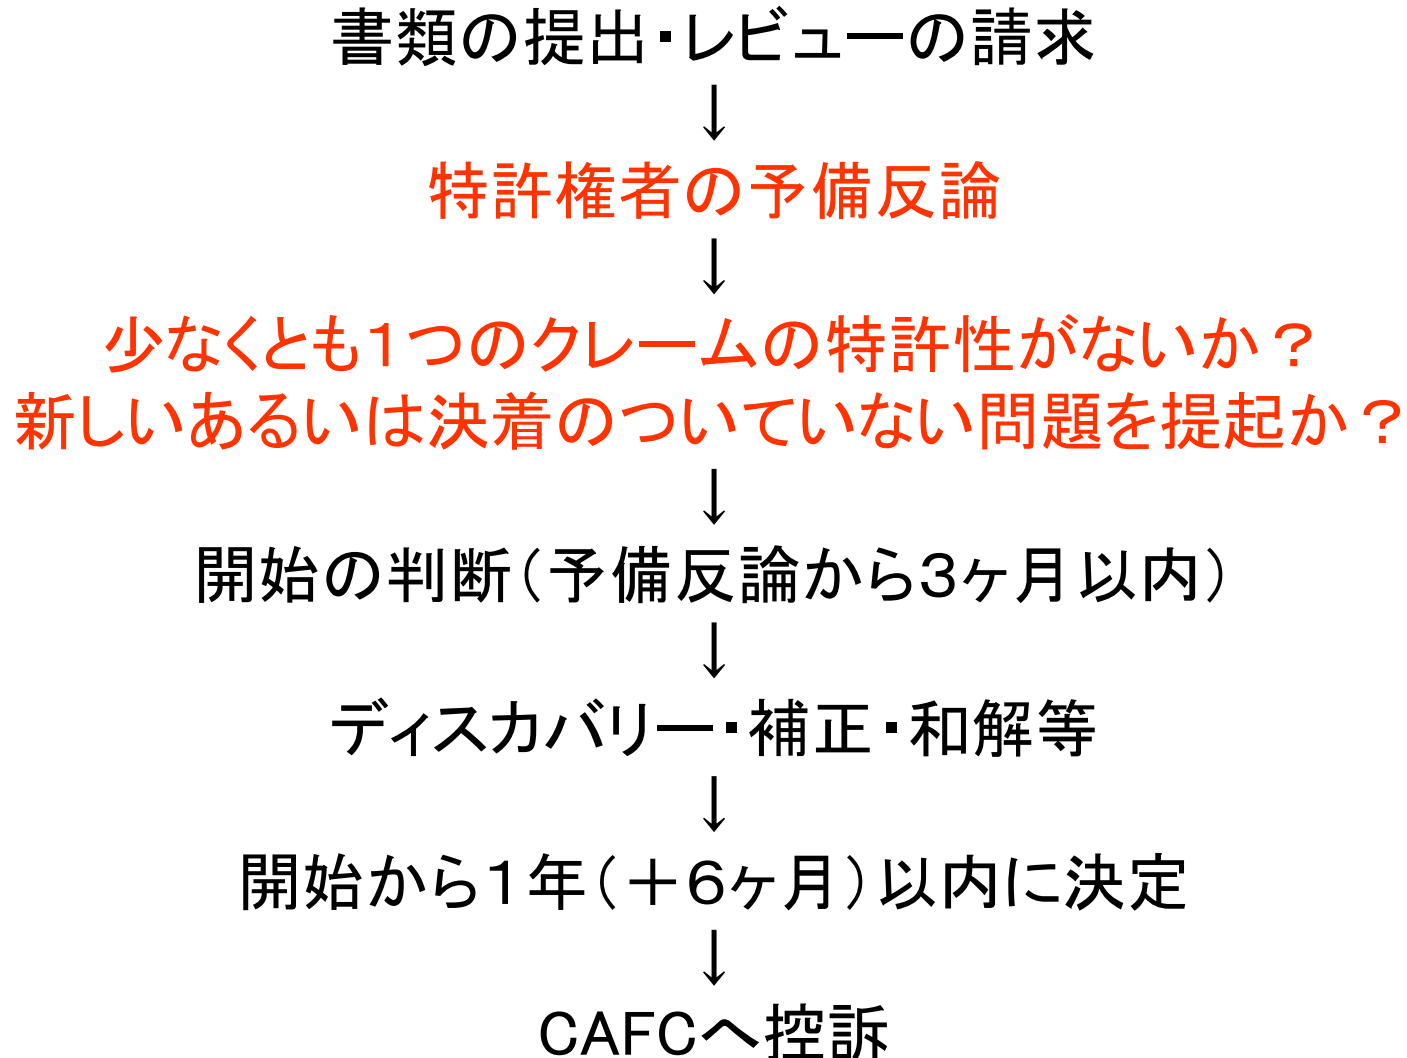 書類の提出・レビューの請求
↓
特許権者の予備反論
↓
少なくとも１つのクレームの特許性がないか？
新しいあるいは決着のついていない問題を提起か？
↓
開始の判断（予備反論から３ヶ月以内）
↓
ディスカバリー・補正・和解等
↓
開始から１年（＋６ヶ月）以内に決定
↓
CAFCへ控訴